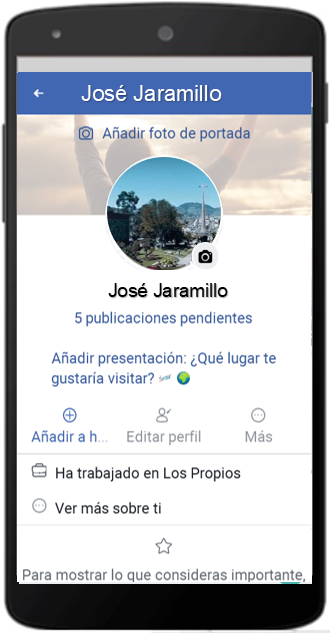 José Jaramillo
Añadir foto de portada
José Jaramillo
5 publicaciones pendientes
Añadir presentación: ¿Qué lugar te
gustaría visitar?
Añadir a h...
Editar perfil
Más
Ha trabajado en Los Propios
Ver más sobre ti
Para mostrar lo que consideras importante,